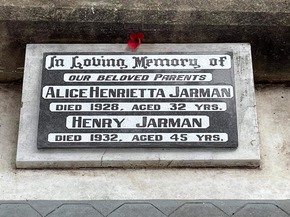 In Loving Memory of
OUR BELOVED PARENTS
ALICE HENRIETTA JARMAN
DIED 1928, AGED 32 YRS.
HENRY JARMAN
DIED 1932, AGED 45 YRS.